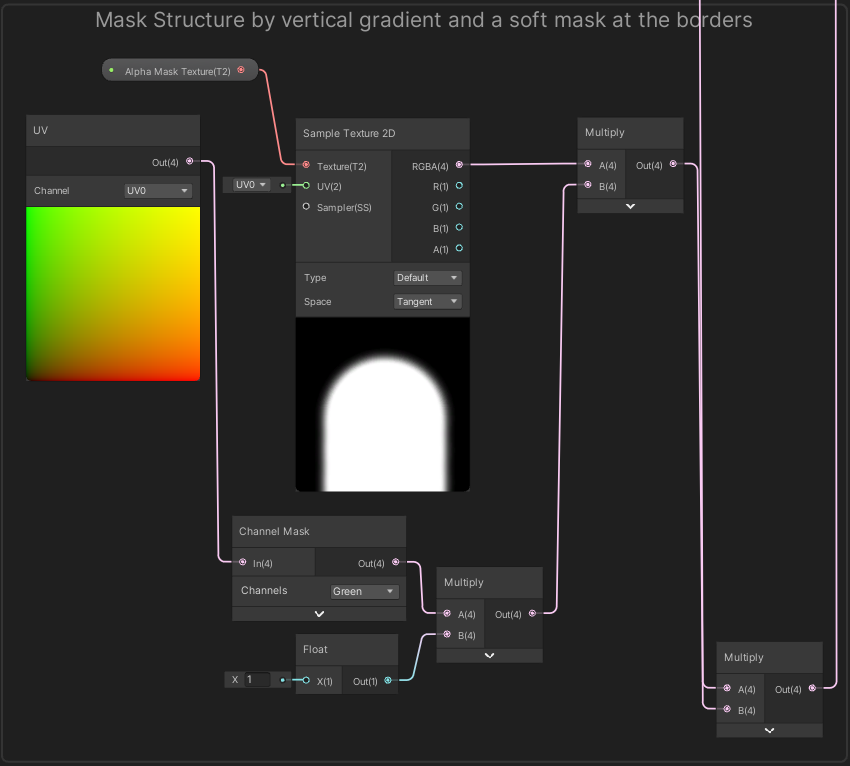 Mask Structure by vertical gradient and a soft mask at the borders
Alpha Mask Texture(T2)
UV
Out(4)
Channel UV0
Sample Texture 2D
Texture(T2) RGBA(4)
UV0 UV(2) R(1)
Sampler(SS) G(1)
B(1)
A(1)
Type Default
Space Tangent
Multiply
A(4) Out(4)
B(4)
Channel Mask
In(4) Out(4)
Channels Green
Float
X 1 X(1) Out(1)
Multiply
A(4) Out(4)
B(4)
Multiply
A(4) Out(4)
B(4)